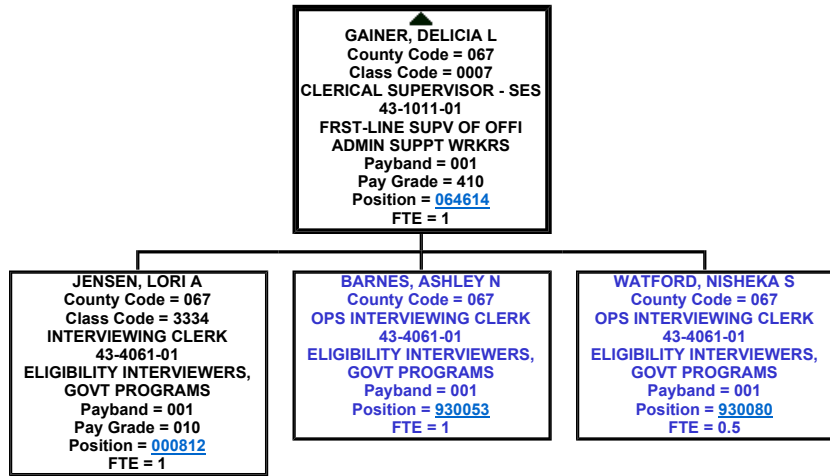 GAINER, DELICIA L
County Code = 067
Class Code = 0007
CLERICAL SUPERVISOR - SES
43-1011-01
FRST-LINE SUPV OF OFFI
ADMIN SUPPT WRKRS
Payband = 001
Pay Grade = 410
Position = 064614
FTE = 1
JENSEN, LORI A
County Code = 067
Class Code = 3334
INTERVIEWING CLERK
43-4061-01
ELIGIBILITY INTERVIEWERS,
GOVT PROGRAMS
Payband = 001
Pay Grade = 010
Position = 000812
FTE = 1
BARNES, ASHLEY N
County Code = 067
OPS INTERVIEWING CLERK
43-4061-01
ELIGIBILITY INTERVIEWERS,
GOVT PROGRAMS
Payband = 001
Position = 930053
FTE = 1
WATFORD, NISHEKA S
County Code = 067
OPS INTERVIEWING CLERK
43-4061-01
ELIGIBILITY INTERVIEWERS,
GOVT PROGRAMS
Payband = 001
Position = 930080
FTE = 0.5